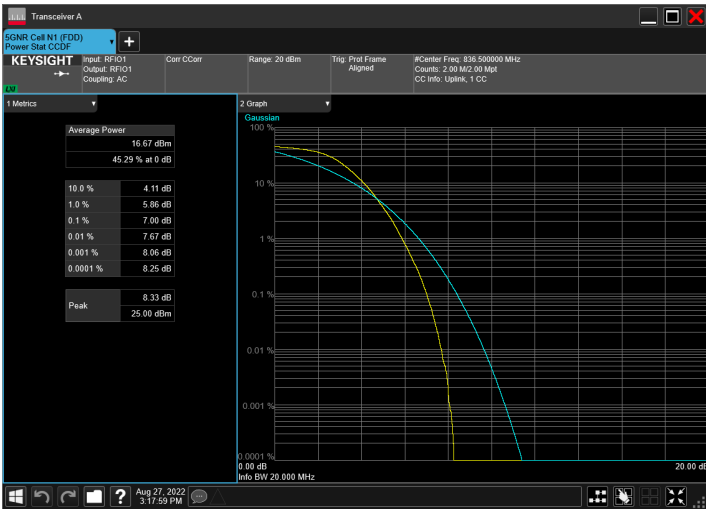 Transceiver A
5GNR Cell N1 (FDD)
Power Stat CCDF
+
KEYSIGHT
LXI
Input: RFIO1
Output: RFIO1
Coupling: AC
Corr CCorr
Range: 20 dBm
Trig: Prot Frame
Aligned
#Center Freq: 836.500000 MHz
Counts: 2.00 M/2.00 Mpt
CC Info: Uplink, 1 CC
1 Metrics
Average Power
16.67 dBm
45.29 % at 0 dB
10.0 % 4.11 dB
1.0 % 5.86 dB
0.1 % 7.00 dB
0.01 % 7.67 dB
0.001 % 8.06 dB
0.0001 % 8.25 dB
Peak
8.33 dB
25.00 dBm
2 Graph
Gaussian
100 %
10 %
1 %
0.1 %
0.01 %
0.001 %
0.0001 %
0.00 dB
20.00 dB
Info BW 20.000 MHz
?
Aug 27, 2022
3:17:59 PM